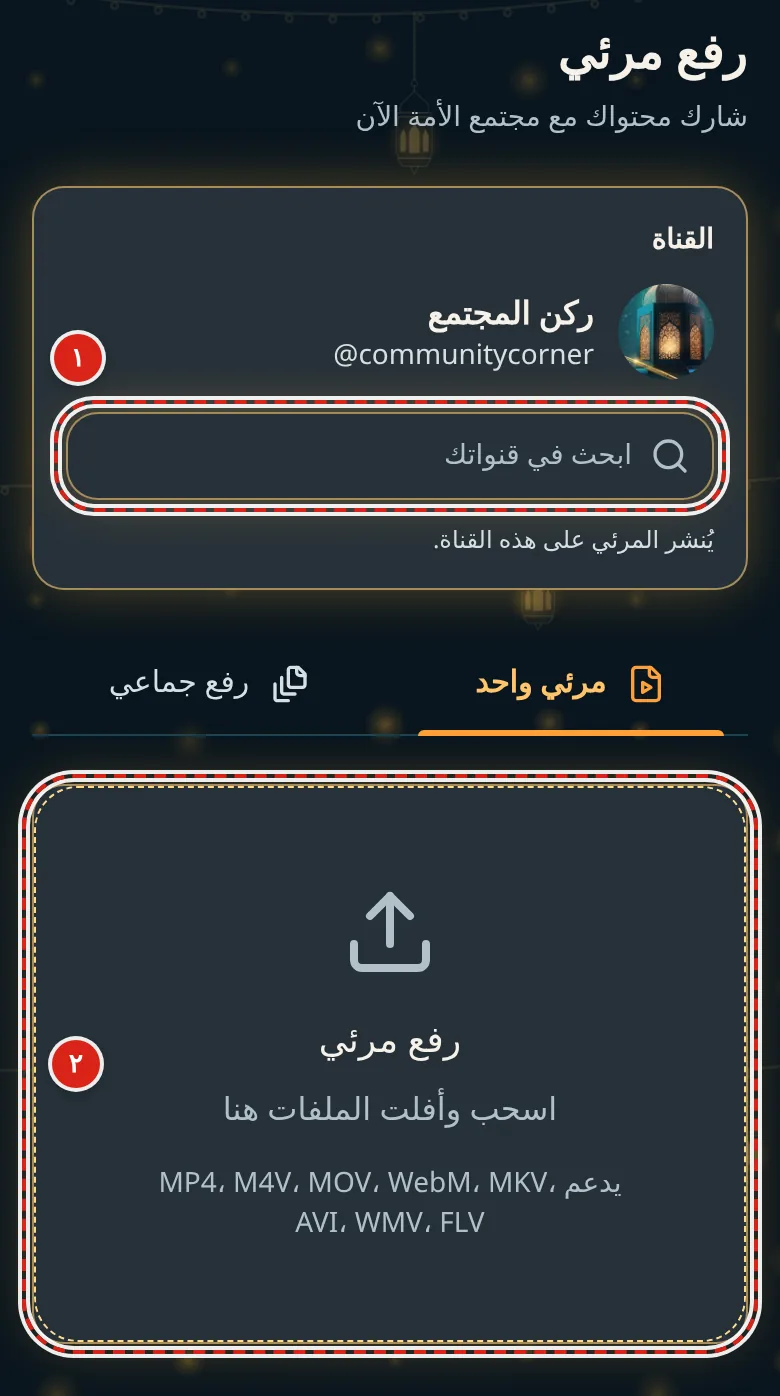 رفع مرئي
شارك محتواك مع مجتمع الأمة الآن
القناة
ركن المجتمع
@communitycorner
١
ابحث في قنواتك
يُنشر المرئي على هذه القناة.
مرئي واحد
رفع جماعي
رفع مرئي
٢
اسحب وأفلت الملفات هنا
يدعم MP4، M4V، MOV، WebM، MKV،
AVI، WMV، FLV